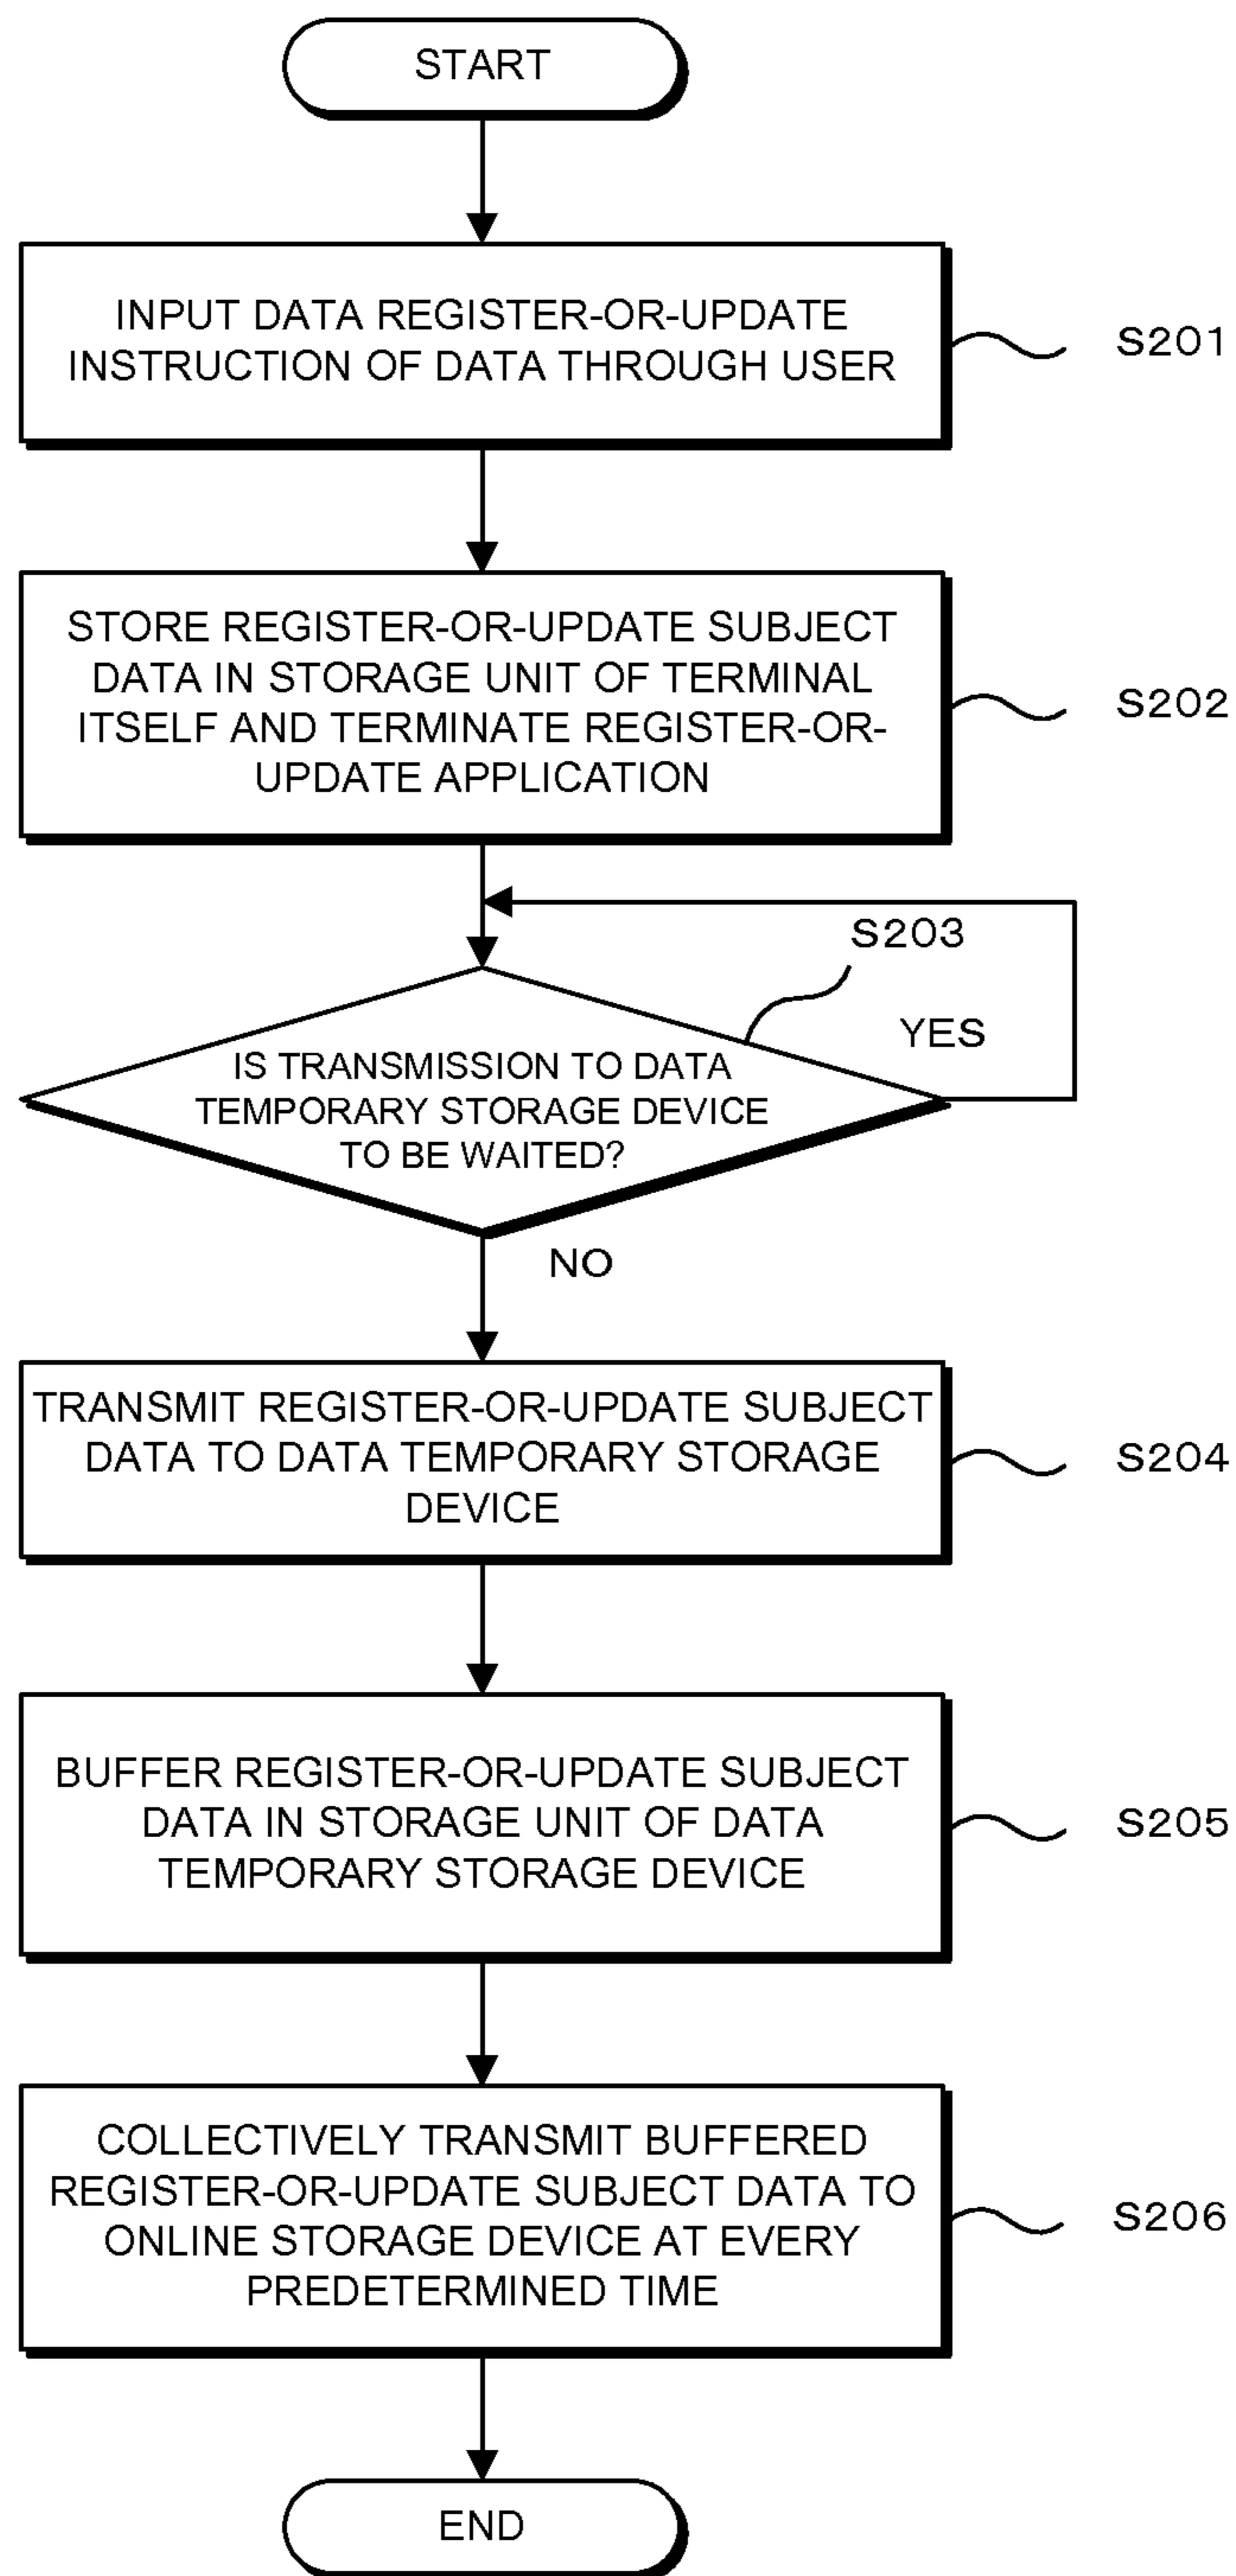 START
INPUT DATA REGISTER-OR-UPDATE
INSTRUCTION OF DATA THROUGH USER
S201
STORE REGISTER-OR-UPDATE SUBJECT
DATA IN STORAGE UNIT OF TERMINAL
ITSELF AND TERMINATE REGISTER-OR-
UPDATE APPLICATION
S202
S203
YES
IS TRANSMISSION TO DATA
TEMPORARY STORAGE DEVICE
TO BE WAITED?
NO
TRANSMIT REGISTER-OR-UPDATE SUBJECT
DATA TO DATA TEMPORARY STORAGE
DEVICE
S204
BUFFER REGISTER-OR-UPDATE SUBJECT
DATA IN STORAGE UNIT OF DATA
TEMPORARY STORAGE DEVICE
S205
COLLECTIVELY TRANSMIT BUFFERED
REGISTER-OR-UPDATE SUBJECT DATA TO
ONLINE STORAGE DEVICE AT EVERY
PREDETERMINED TIME
S206
END